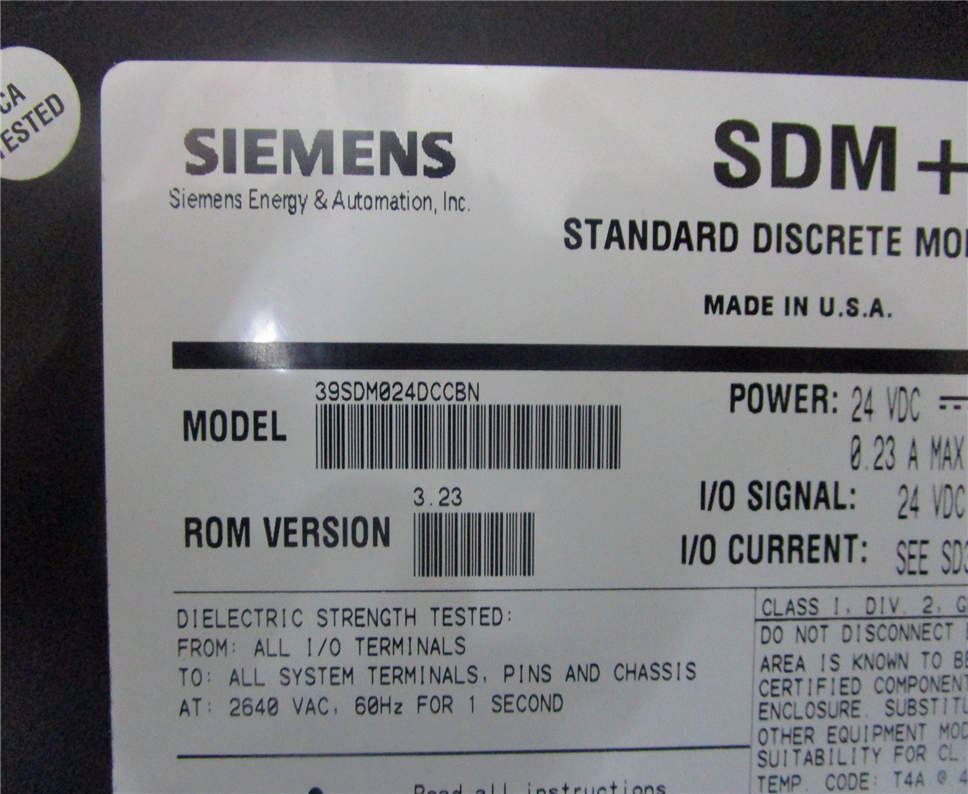 CA
TESTED
SIEMENS
Siemens Energy & Automation, Inc.
SDM +
STANDARD DISCRETE MO
MADE IN U.S.A.
MODEL
39SDM024DCCBN
ROM VERSION
3.23
POWER: 24 VDC
0.23 A MAX
I/O SIGNAL: 24 VDC
I/O CURRENT: SEE SD3
DIELECTRIC STRENGTH TESTED:
FROM: ALL I/O TERMINALS
TO: ALL SYSTEM TERMINALS, PINS AND CHASSIS
AT: 2640 VAC, 60Hz FOR 1 SECOND
CLASS I, DIV. 2, G
DO NOT DISCONNECT
AREA IS KNOWN TO BE
CERTIFIED COMPONENT
ENCLOSURE. SUBSTITU
OTHER EQUIPMENT MOD
SUITABILITY FOR CL
TEMP. CODE: T4A @ 4
Read all instructions